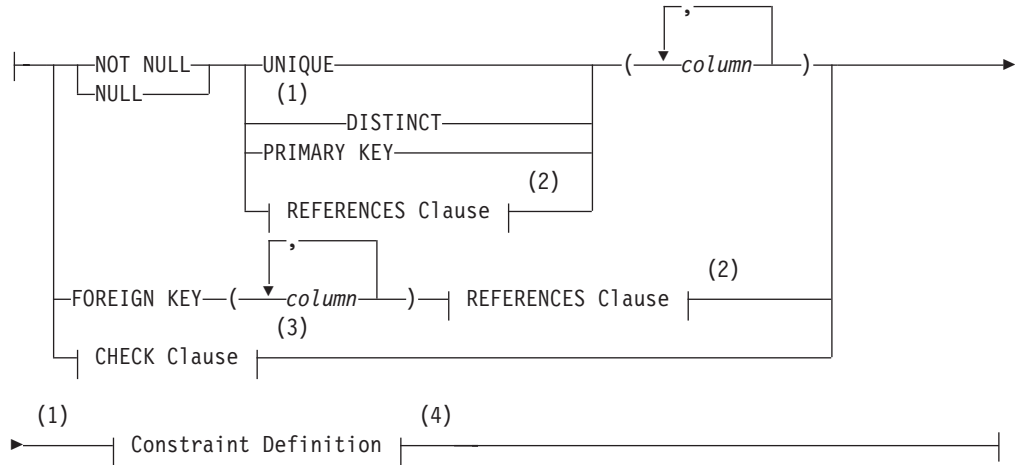 ,
NOT NULL UNIQUE ( column )
NULL (1)
DISTINCT
PRIMARY KEY
(2)
REFERENCES Clause
,
(2)
FOREIGN KEY ( column ) REFERENCES Clause
(3)
CHECK Clause
(1) (4)
Constraint Definition